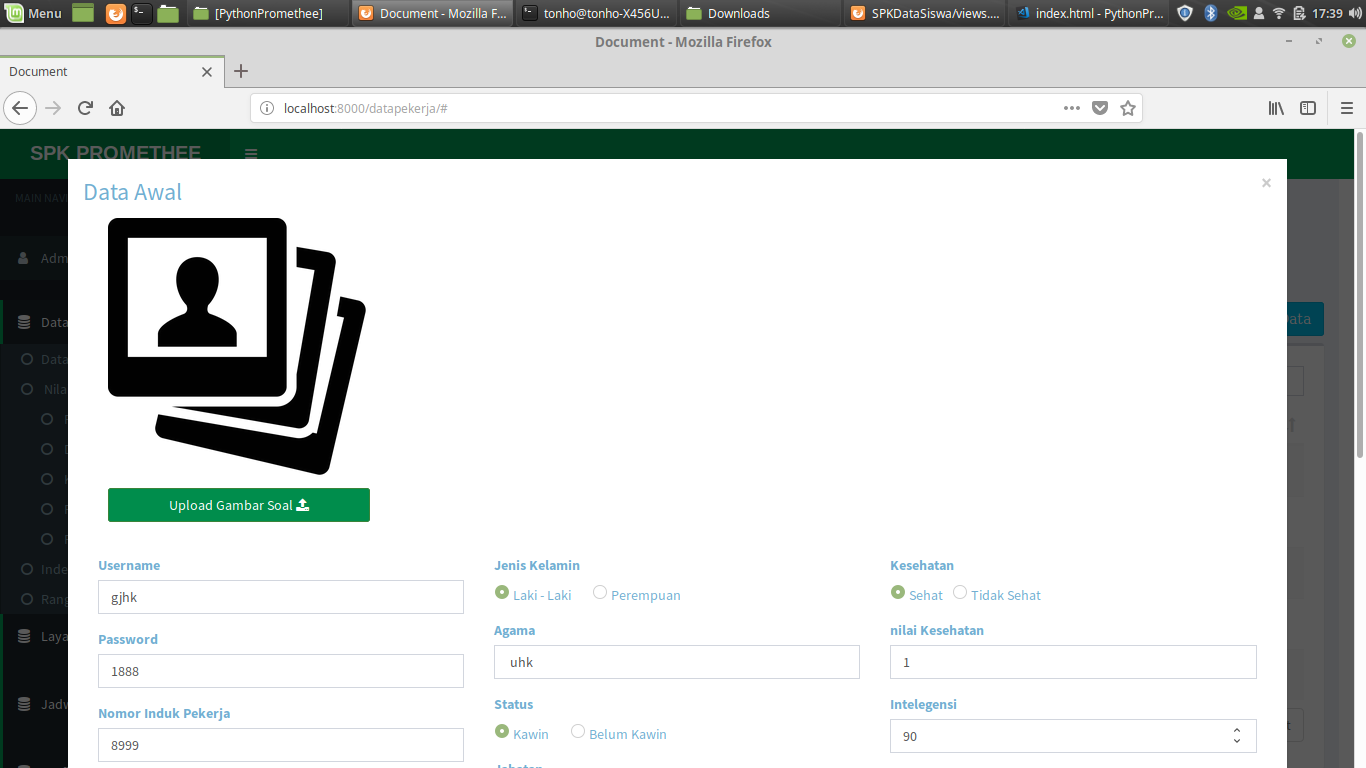 Menu
[PythonPromethee]
Document - Mozilla F...
tonho@tonho-X456U...
Downloads
SPKDataSiswa/views....
index.html - PythonPr...
17:39
Document - Mozilla Firefox
Document
localhost:8000/datapekerja/#
SPK PROMETHEE
Data Awal
×
MAIN NAVI
Adm
Data
Data
Data
Nila
Inde
Rang
Laya
Jadw
Upload Gambar Soal
Username
Jenis Kelamin
Kesehatan
gjhk
Laki - Laki
Perempuan
Sehat
Tidak Sehat
Password
Agama
nilai Kesehatan
1888
uhk
1
Nomor Induk Pekerja
Status
Intelegensi
8999
Kawin
Belum Kawin
90
Jabatan